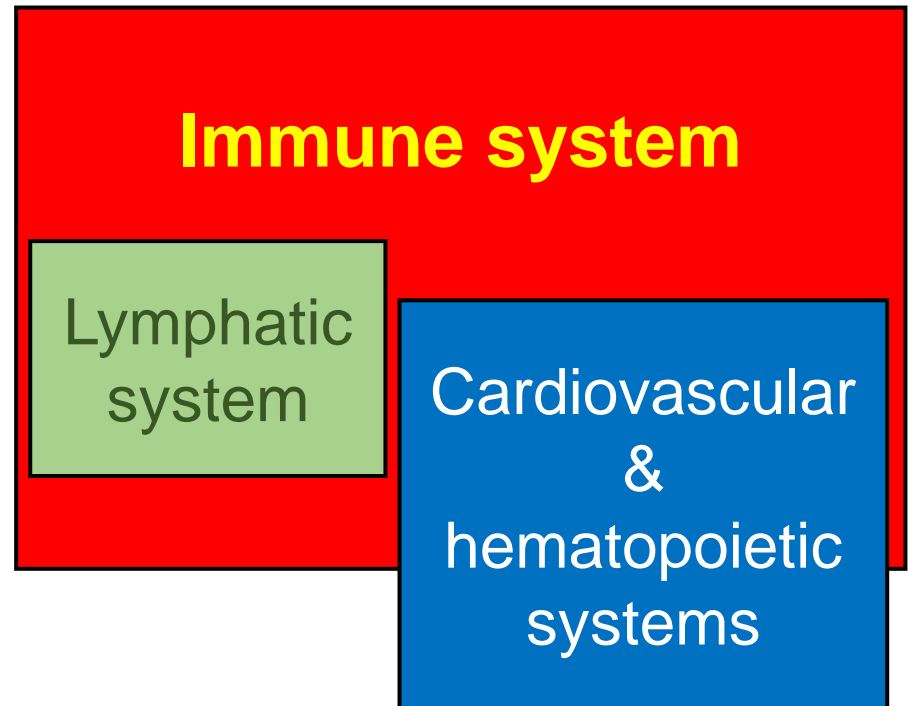 Immune system
Lymphatic
system
Cardiovascular
&
hematopoietic
systems